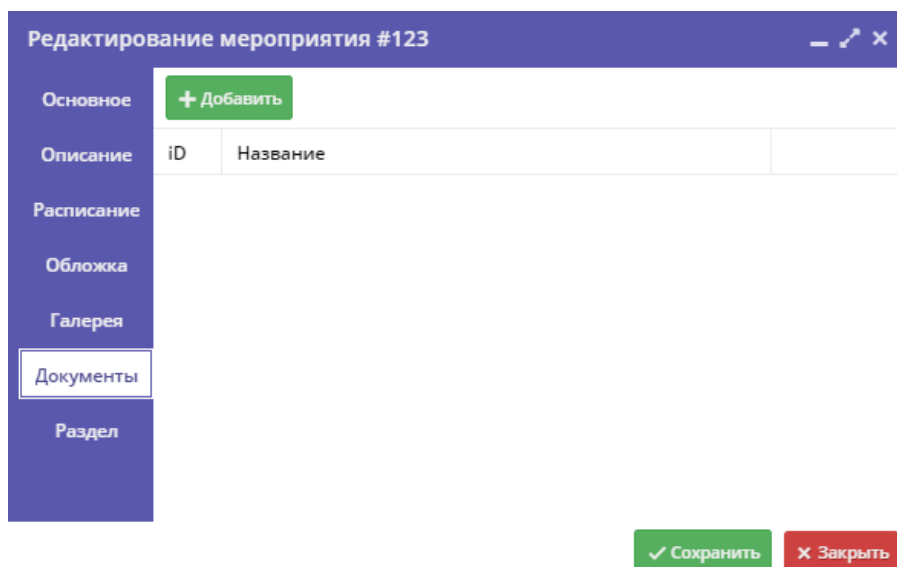 Редактирование мероприятия #123
Основное
Добавить
Описание
iD Название
Расписание
Обложка
Галерея
Документы
Раздел
Сохранить Закрыть